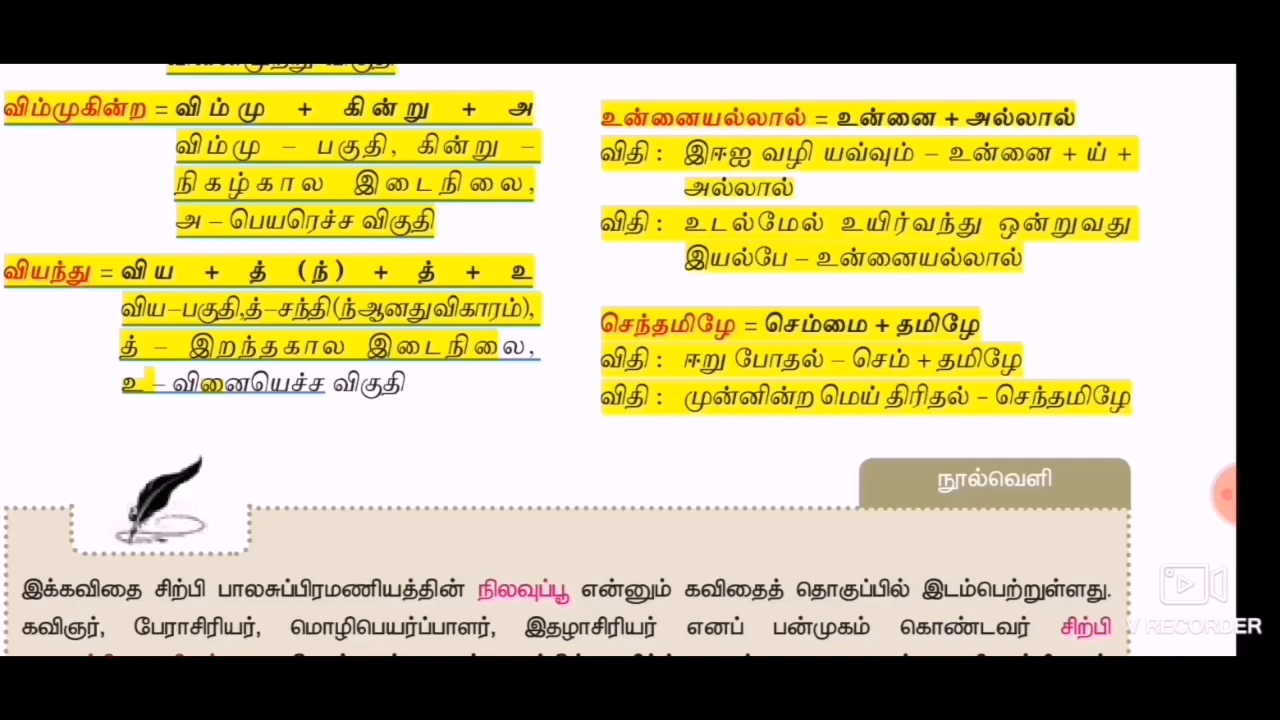 விம்முகின்ற = விம்மு + கின்று + அ
விம்மு – பகுதி, கின்று –
நிகழ்கால இடைநிலை,
அ – பெயரெச்ச விகுதி
வியந்து = விய + த் (ந்) + த் + உ
விய–பகுதி,த்–சந்தி(ந்ஆனதுவிகாரம்),
த் – இறந்தகால இடைநிலை,
உ – வினையெச்ச விகுதி
உன்னையல்லால் = உன்னை + அல்லால்
விதி : இஈஐ வழி யவ்வும் – உன்னை + ய் +
அல்லால்
விதி : உடல்மேல் உயிர்வந்து ஒன்றுவது
இயல்பே – உன்னையல்லால்
செந்தமிழே = செம்மை + தமிழே
விதி : ஈறு போதல் – செம் + தமிழே
விதி : முன்னின்ற மெய் திரிதல் – செந்தமிழே
நூல்வெளி
இக்கவிதை சிற்பி பாலசுப்பிரமணியத்தின் நிலவுப்பூ என்னும் கவிதைத் தொகுப்பில் இடம்பெற்றுள்ளது.
கவிஞர், பேராசிரியர், மொழிபெயர்ப்பாளர், இதழாசிரியர் எனப் பன்முகம் கொண்டவர் சிற்பி
V RECORDER